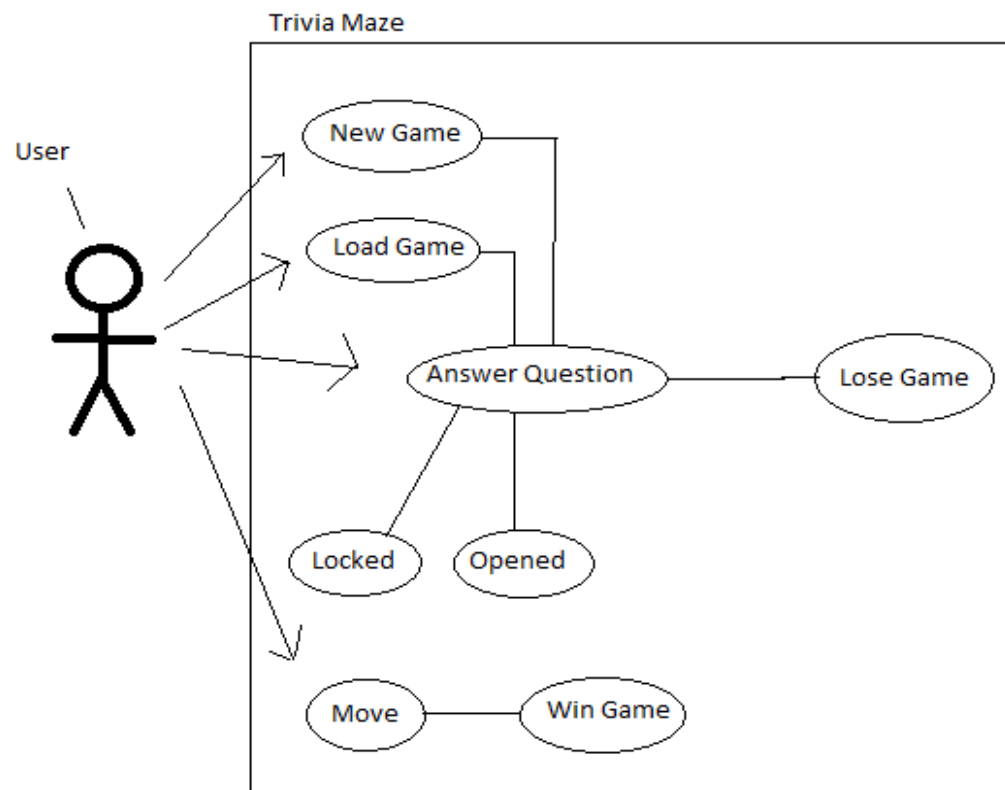 Trivia Maze
User
New Game
Load Game
Answer Question
Lose Game
Locked
Opened
Move
Win Game